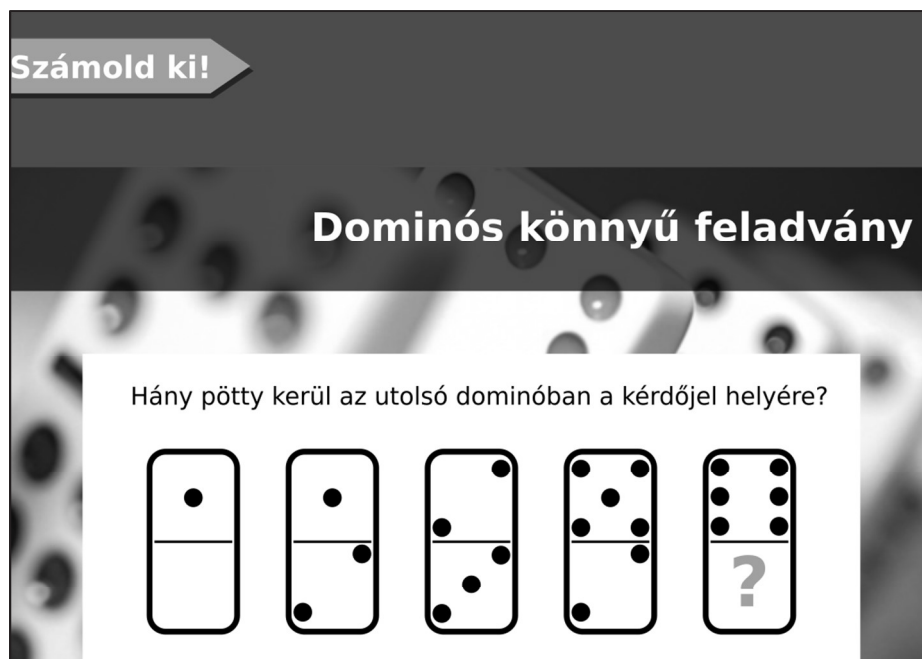 Számold ki!
Dominós könnyű feladvány
Hány pötty kerül az utolsó dominóban a kérdőjel helyére?
?